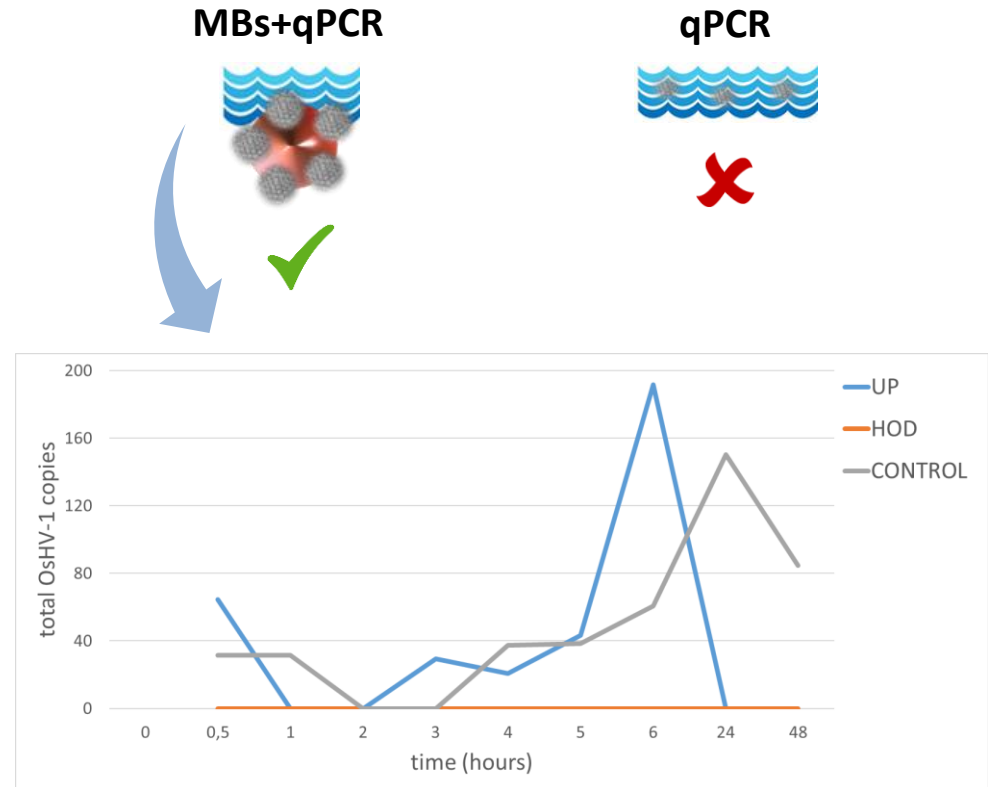 MBs+qPCR
qPCR
200
160
120
80
40
0
total OsHV-1 copies
UP
HOD
CONTROL
0 0,5 1 2 3 4 5 6 24 48
time (hours)